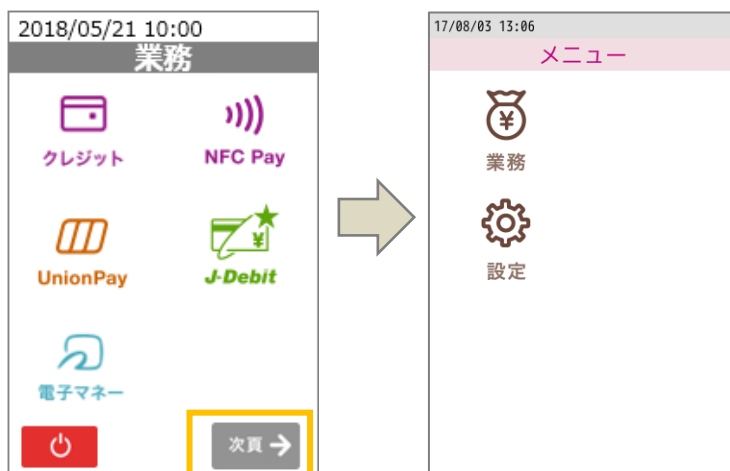 2018/05/21 10:00
業務
クレジット
NFC Pay
UnionPay
J-Debit
電子マネー
次頁
17/08/03 13:06
メニュー
業務
設定